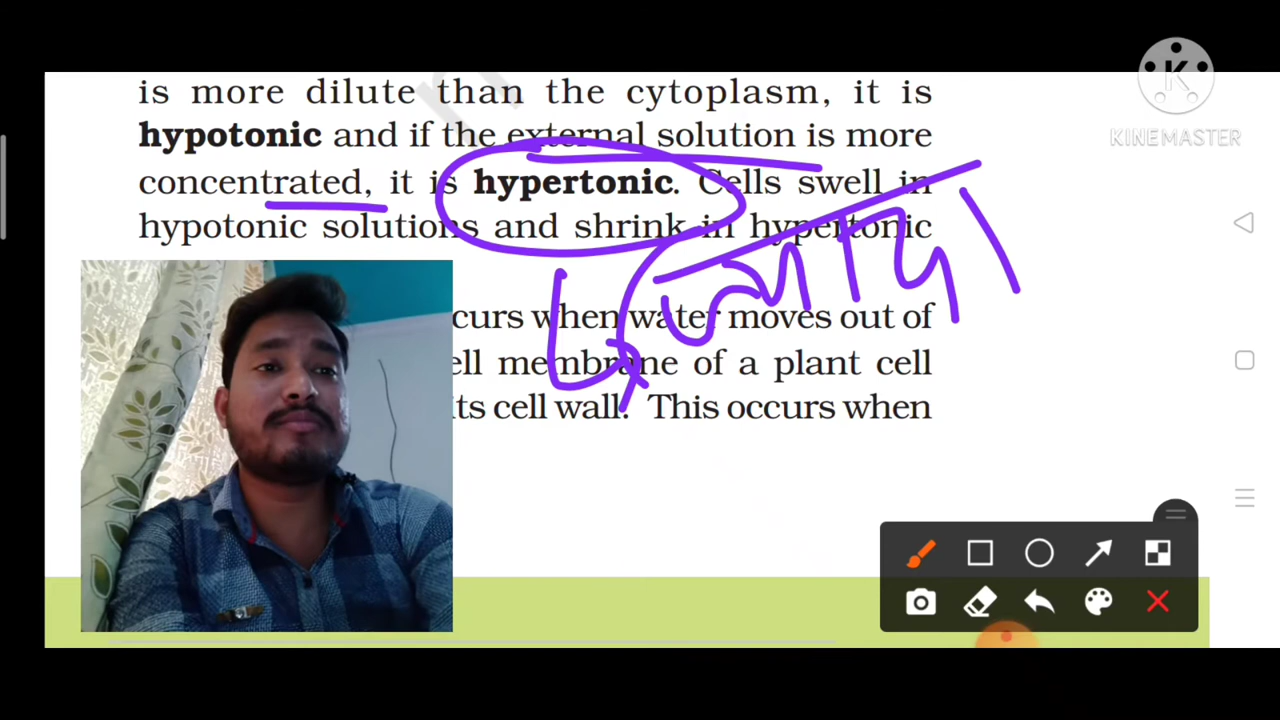 is more dilute than the cytoplasm, it is
hypotonic and if the external solution is more
concentrated, it is hypertonic. Cells swell in
hypotonic solutions and shrink in hypertonic
curs when water moves out of
ell membrane of a plant cell
its cell wall. This occurs when
K
KINEMASTER